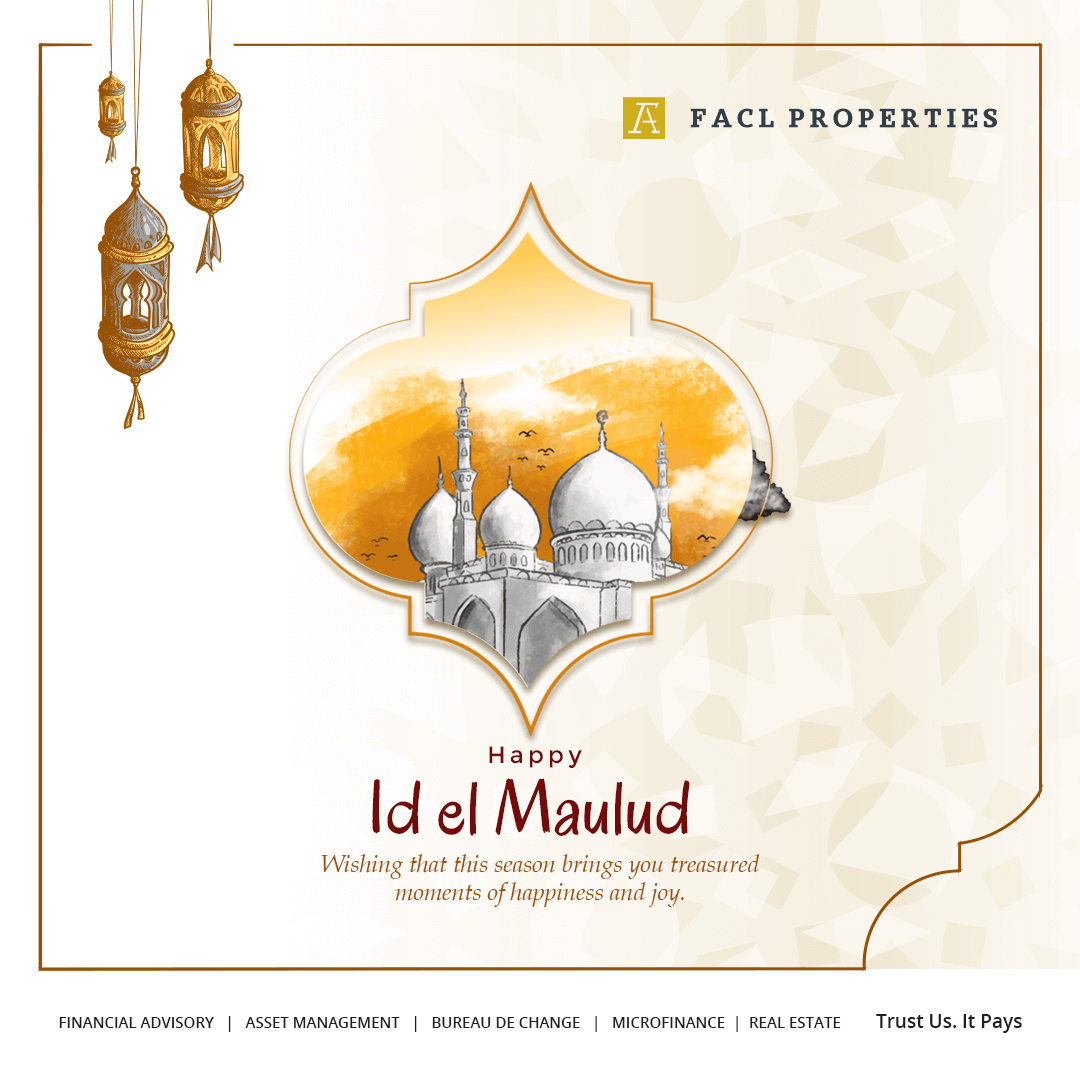 FACL PROPERTIES
Happy
Id el Maulud
Wishing that this season brings you treasured
moments of happiness and joy.
FINANCIAL ADVISORY | ASSET MANAGEMENT | BUREAU DE CHANGE | MICROFINANCE | REAL ESTATE Trust Us. It Pays